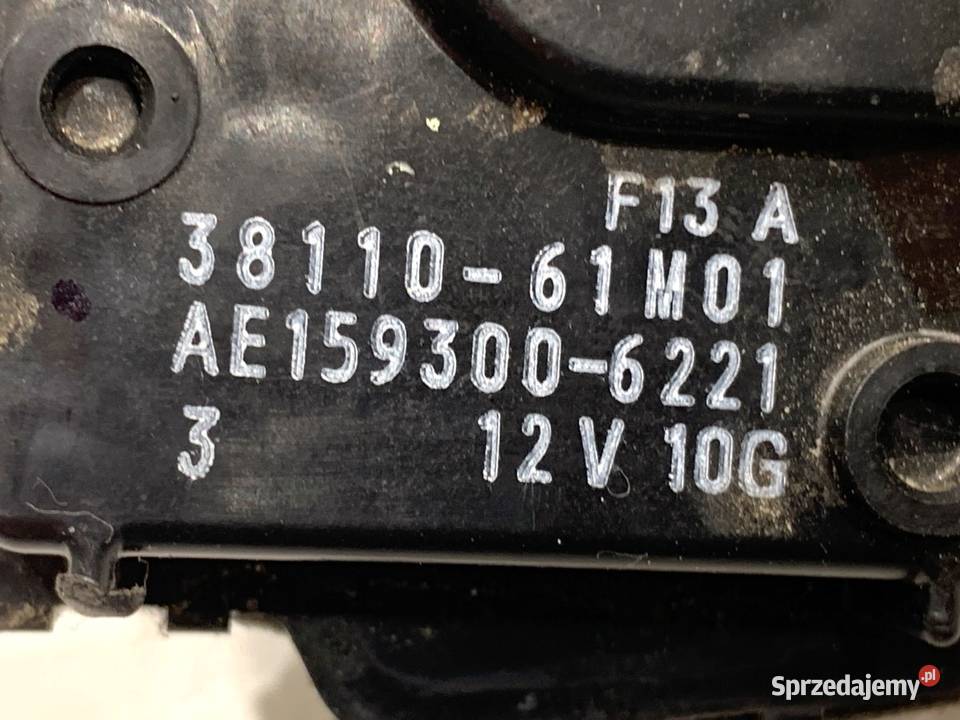 F13 A
38110-61M01
AE159300-6221
3 12V 10G
Sprzedajemy.pl